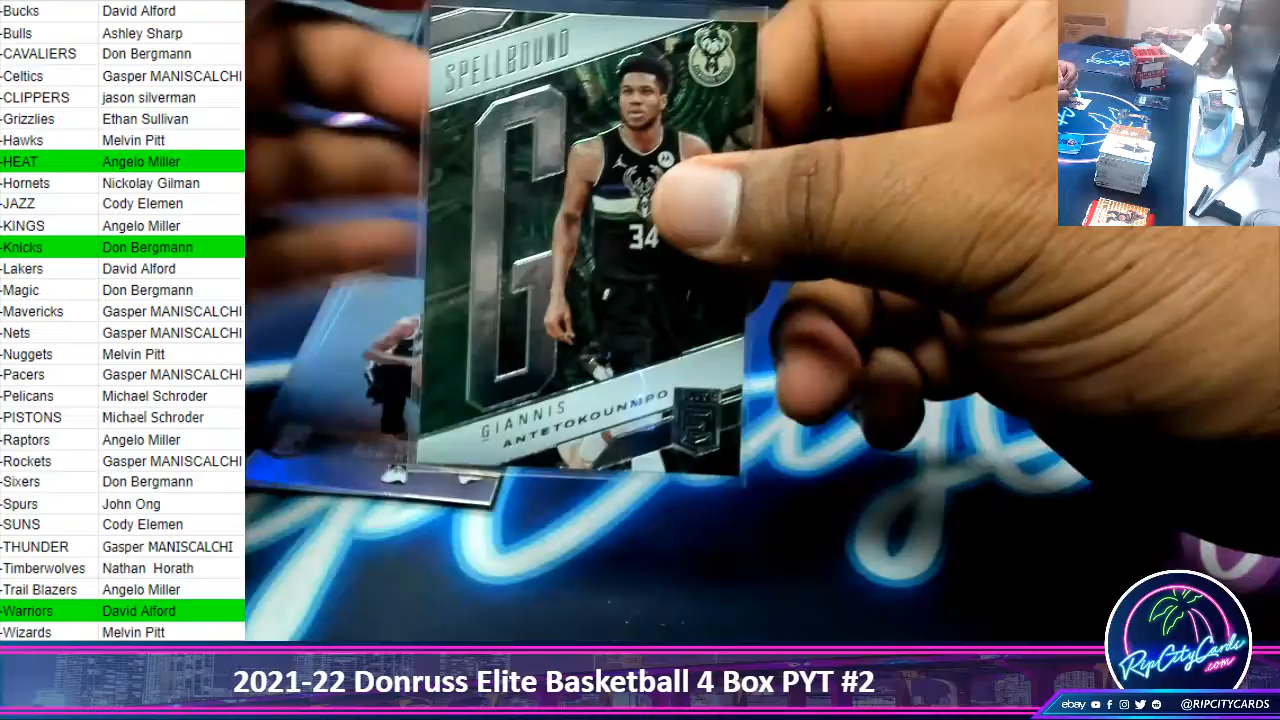 -Bucks David Alford
-Bulls Ashley Sharp
-CAVALIERS Don Bergmann
-Celtics Gasper MANISCALCHI
-CLIPPERS jason silverman
-Grizzlies Ethan Sullivan
-Hawks Melvin Pitt
-HEAT Angelo Miller
-Hornets Nickolay Gilman
-JAZZ Cody Elemen
-KINGS Angelo Miller
-Knicks Don Bergmann
-Lakers David Alford
-Magic Don Bergmann
-Mavericks Gasper MANISCALCHI
-Nets Gasper MANISCALCHI
-Nuggets Melvin Pitt
-Pacers Gasper MANISCALCHI
-Pelicans Michael Schroder
-PISTONS Michael Schroder
-Raptors Angelo Miller
-Rockets Gasper MANISCALCHI
-Sixers Don Bergmann
-Spurs John Ong
-SUNS Cody Elemen
-THUNDER Gasper MANISCALCHI
-Timberwolves Nathan Horath
-Trail Blazers Angelo Miller
-Warriors David Alford
-Wizards Melvin Pitt
SPELLBOUND
G
34
GIANNIS
ANTETOKOUNMPO
2021-22 Donruss Elite Basketball 4 Box PYT #2
RipCityCards
.com
ebay @RIPCITYCARDS